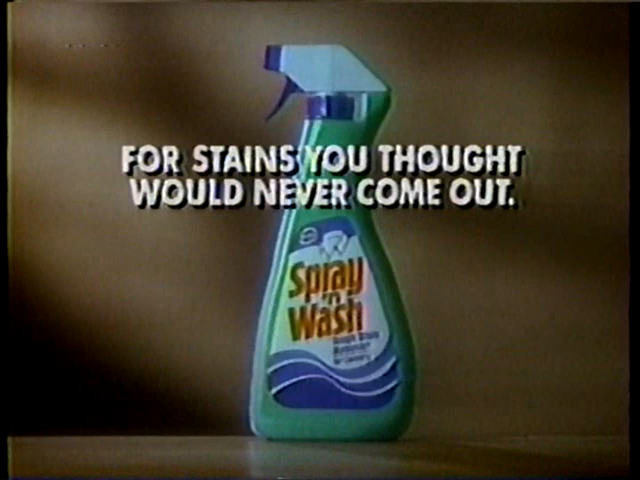 FOR STAINS YOU THOUGHT
WOULD NEVER COME OUT.
Spray
'n
Wash